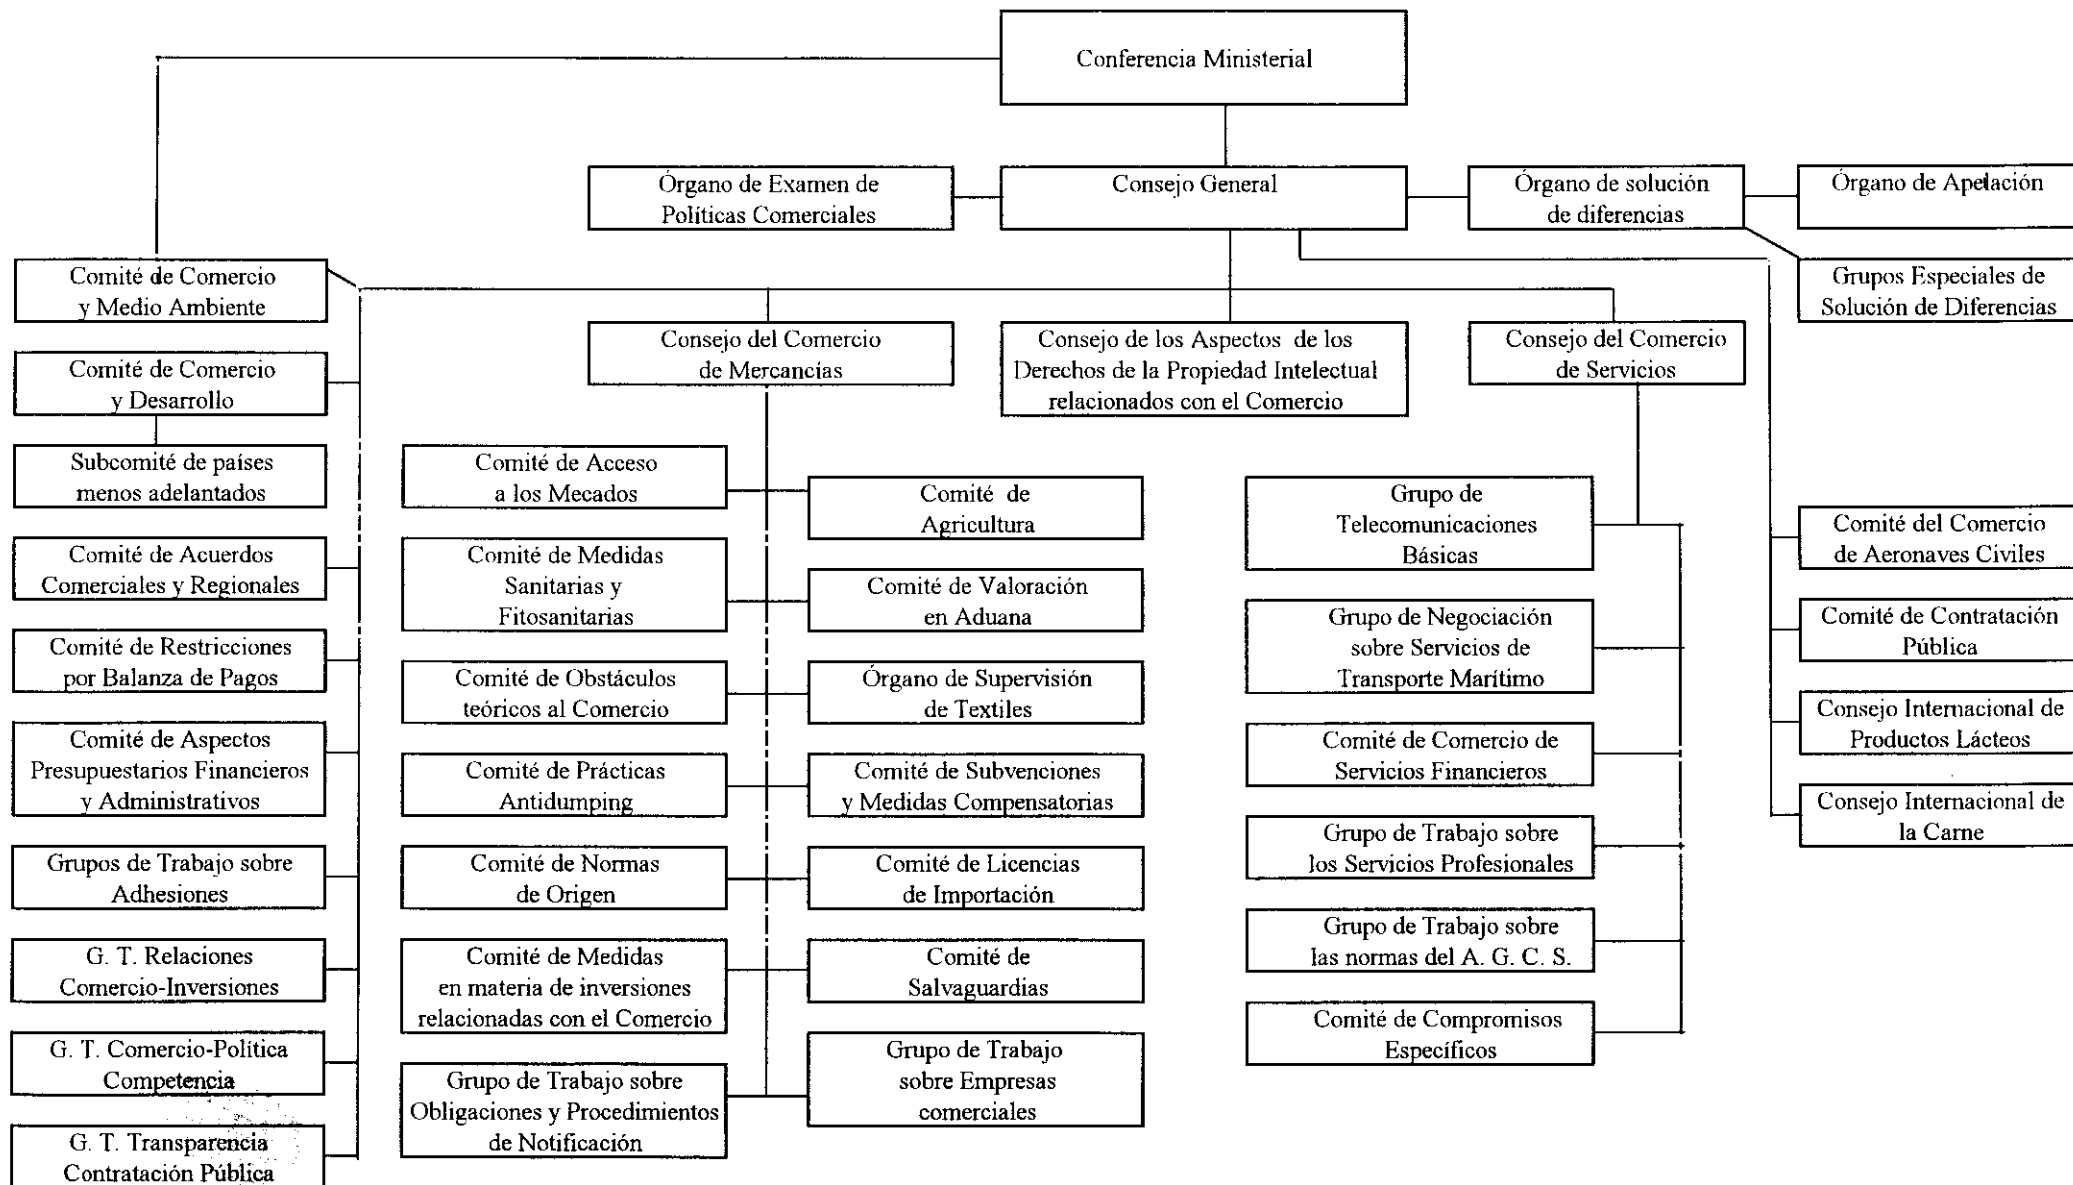 Conferencia Ministerial
Órgano de Examen de
Políticas Comerciales
Consejo General
Órgano de solución
de diferencias
Órgano de Apelación
Grupos Especiales de
Solución de Diferencias
Comité de Comercio
y Medio Ambiente
Comité de Comercio
y Desarrollo
Subcomité de países
menos adelantados
Comité de Acuerdos
Comerciales y Regionales
Comité de Restricciones
por Balanza de Pagos
Comité de Aspectos
Presupuestarios Financieros
y Administrativos
Grupos de Trabajo sobre
Adhesiones
G. T. Relaciones
Comercio-Inversiones
G. T. Comercio-Política
Competencia
G. T. Transparencia
Contratación Pública
Consejo del Comercio
de Mercancías
Comité de Acceso
a los Mecados
Comité de Medidas
Sanitarias y
Fitosanitarias
Comité de Obstáculos
teóricos al Comercio
Comité de Prácticas
Antidumping
Comité de Normas
de Origen
Comité de Medidas
en materia de inversiones
relacionadas con el Comercio
Grupo de Trabajo sobre
Obligaciones y Procedimientos
de Notificación
Comité de
Agricultura
Comité de Valoración
en Aduana
Órgano de Supervisión
de Textiles
Comité de Subvenciones
y Medidas Compensatorias
Comité de Licencias
de Importación
Comité de
Salvaguardias
Grupo de Trabajo
sobre Empresas
comerciales
Consejo de los Aspectos de los
Derechos de la Propiedad Intelectual
relacionados con el Comercio
Consejo del Comercio
de Servicios
Grupo de
Telecomunicaciones
Básicas
Grupo de Negociación
sobre Servicios de
Transporte Marítimo
Comité de Comercio de
Servicios Financieros
Grupo de Trabajo sobre
los Servicios Profesionales
Grupo de Trabajo sobre
las normas del A. G. C. S.
Comité de Compromisos
Específicos
Comité del Comercio
de Aeronaves Civiles
Comité de Contratación
Pública
Consejo Internacional de
Productos Lácteos
Consejo Internacional de
la Carne